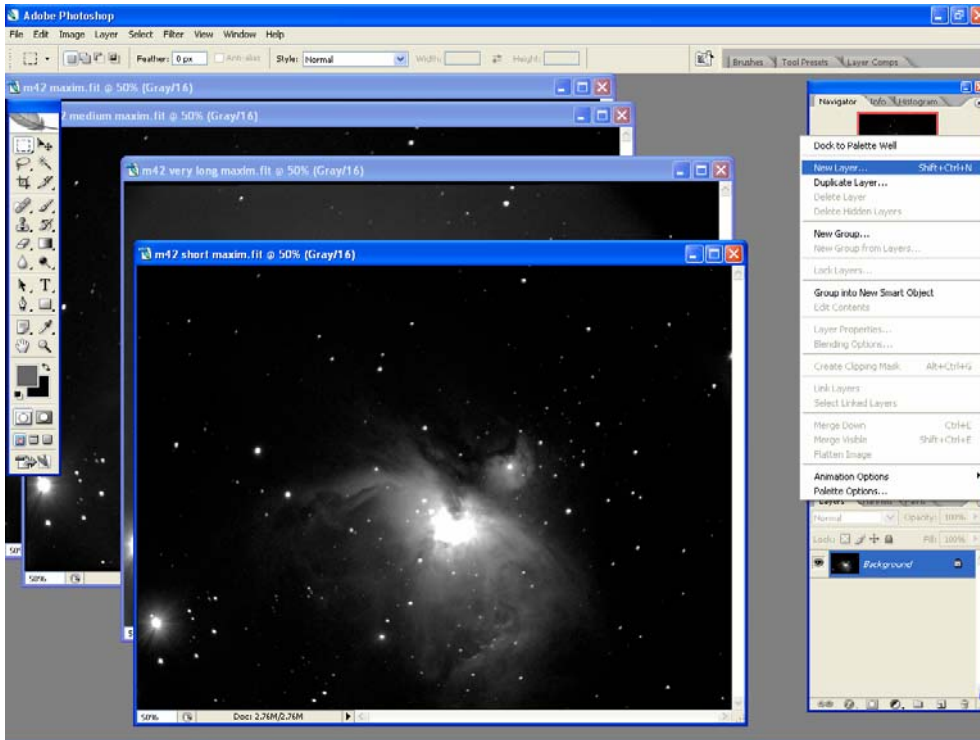 Adobe Photoshop
File Edit Image Layer Select Filter View Window Help
Feather: 0 px Anti-alias Style: Normal Width: Height: Brushes Tool Presets Layer Comps
m42 maxim.fit @ 50% (Gray/16)
medium maxim.fit @ 50% (Gray/16)
m42 very long maxim.fit @ 50% (Gray/16)
m42 short maxim.fit @ 50% (Gray/16)
50%
50%
50% Doc: 2.76M/2.76M
Navigator Info Histogram
Dock to Palette Well
New Layer... Shift+Ctrl+N
Duplicate Layer...
Delete Layer
Delete Hidden Layers
New Group...
New Group from Layers...
Lock Layers...
Group into New Smart Object
Edit Contents
Layer Properties...
Blending Options...
Create Clipping Mask Alt+Ctrl+G
Link Layers
Select Linked Layers
Merge Down Ctrl+E
Merge Visible Shift+Ctrl+E
Flatten Image
Animation Options
Palette Options...
Layers
Normal Opacity: 100%
Lock: Fill: 100%
Background